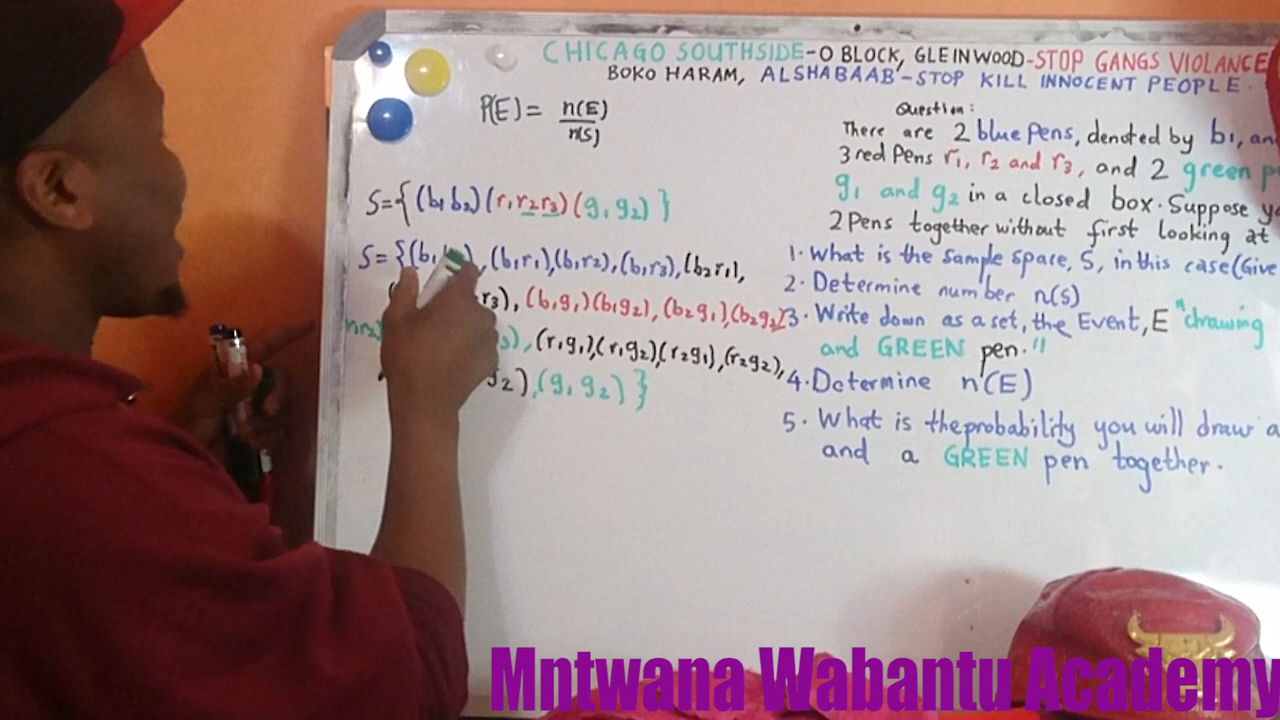 CHICAGO SOUTHSIDE-O BLOCK, GLEINWOOD-STOP GANGS VIOLANCE
BOKO HARAM, ALSHABAAB-STOP KILL INNOCENT PEOPLE.
P(E) = n(E)
n(S)
S={(b1 b2)(r1 r2 r3)(g1 g2)}
S={(b1 ),(b1r1),(b1r2),(b1r3),(b2r1),
r3),(b1g1)(b1g2),(b2g1),(b2g2)
(r1g1),(r1g2)(r2g1),(r2g2),
),(g1g2)}
Question:
There are 2 blue Pens, denoted by b1,
3 red Pens r1, r2 and r3, and 2 green
g1 and g2 in a closed box. Suppose
2 Pens together without first looking at
1. What is the Sample space, S, in this case (Give
2. Determine number n(S)
3. Write down as a set, the Event, E "drawing
and GREEN pen."
4. Determine n(E)
5. What is the probability you will draw a
and a GREEN pen together.
Mntwana Wabantu Academy